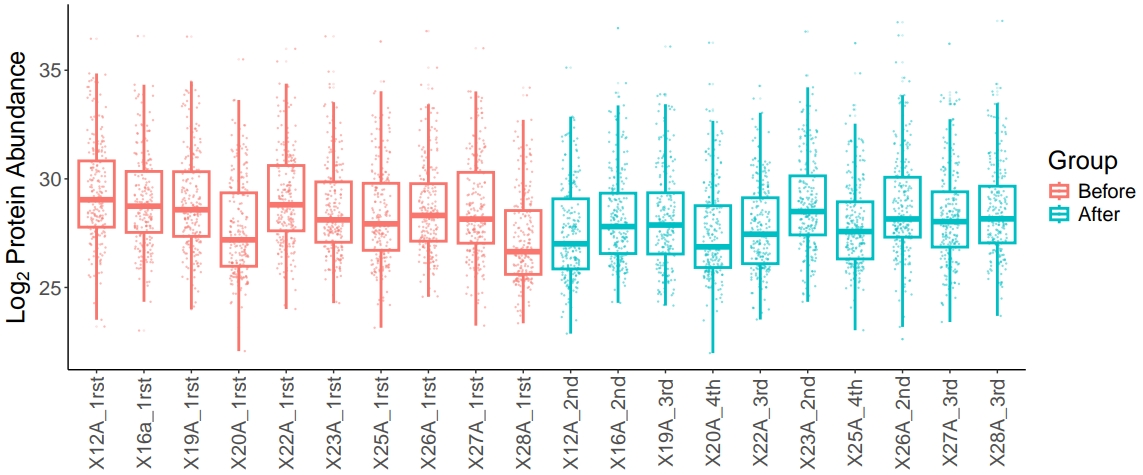 Log2 Protein Abundance
35
30
25
X12A_1rst
X16a_1rst
X19A_1rst
X20A_1rst
X22A_1rst
X23A_1rst
X25A_1rst
X26A_1rst
X27A_1rst
X28A_1rst
X12A_2nd
X16A_2nd
X19A_3rd
X20A_4th
X22A_3rd
X23A_2nd
X25A_4th
X26A_2nd
X27A_3rd
X28A_3rd
Group
Before
After